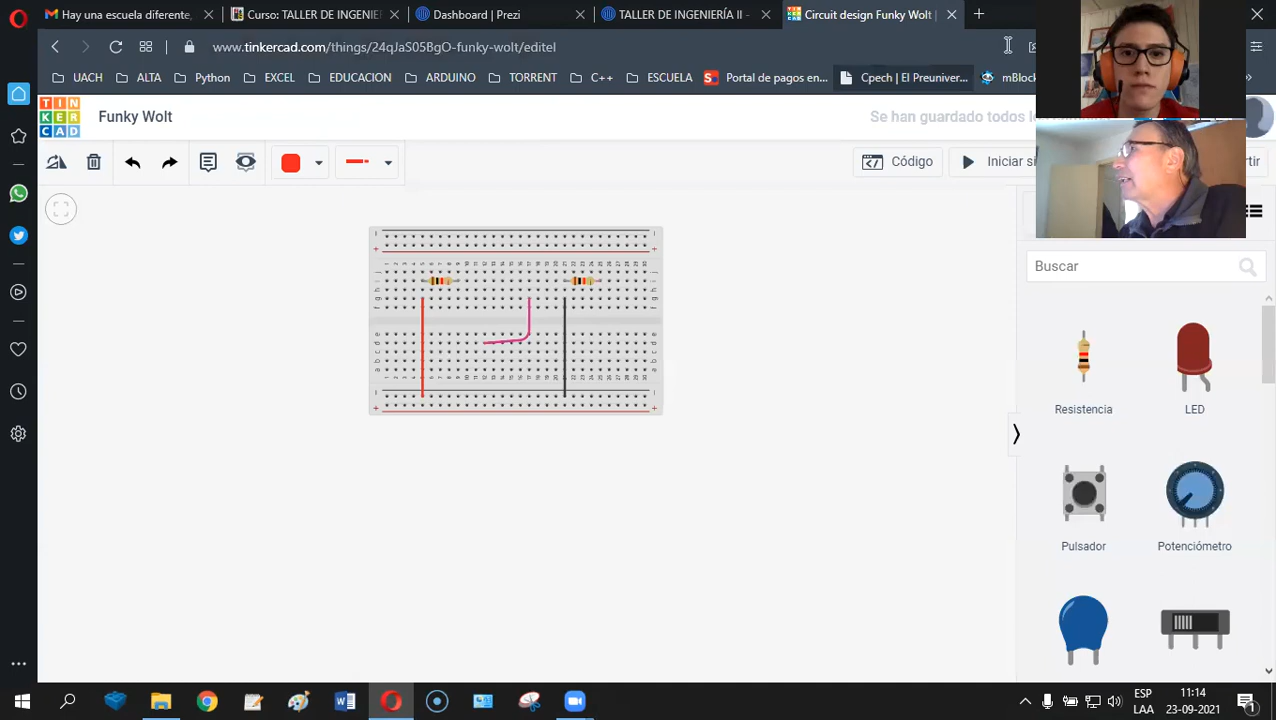 Hay una escuela diferente,
Curso: TALLER DE INGENIER
Dashboard | Prezi
TALLER DE INGENIERÍA II -
Circuit design Funky Wolt |
www.tinkercad.com/things/24qJaS05BgO-funky-wolt/editel
UACH
ALTA
Python
EXCEL
EDUCACION
ARDUINO
TORRENT
C++
ESCUELA
Portal de pagos en...
Cpech | El Preuniver...
mBlock
TIN
KER
CAD
Funky Wolt
Se han guardado todos
Código
Iniciar si
rtir
Buscar
Resistencia
LED
Pulsador
Potenciómetro
ESP
LAA
11:14
23-09-2021